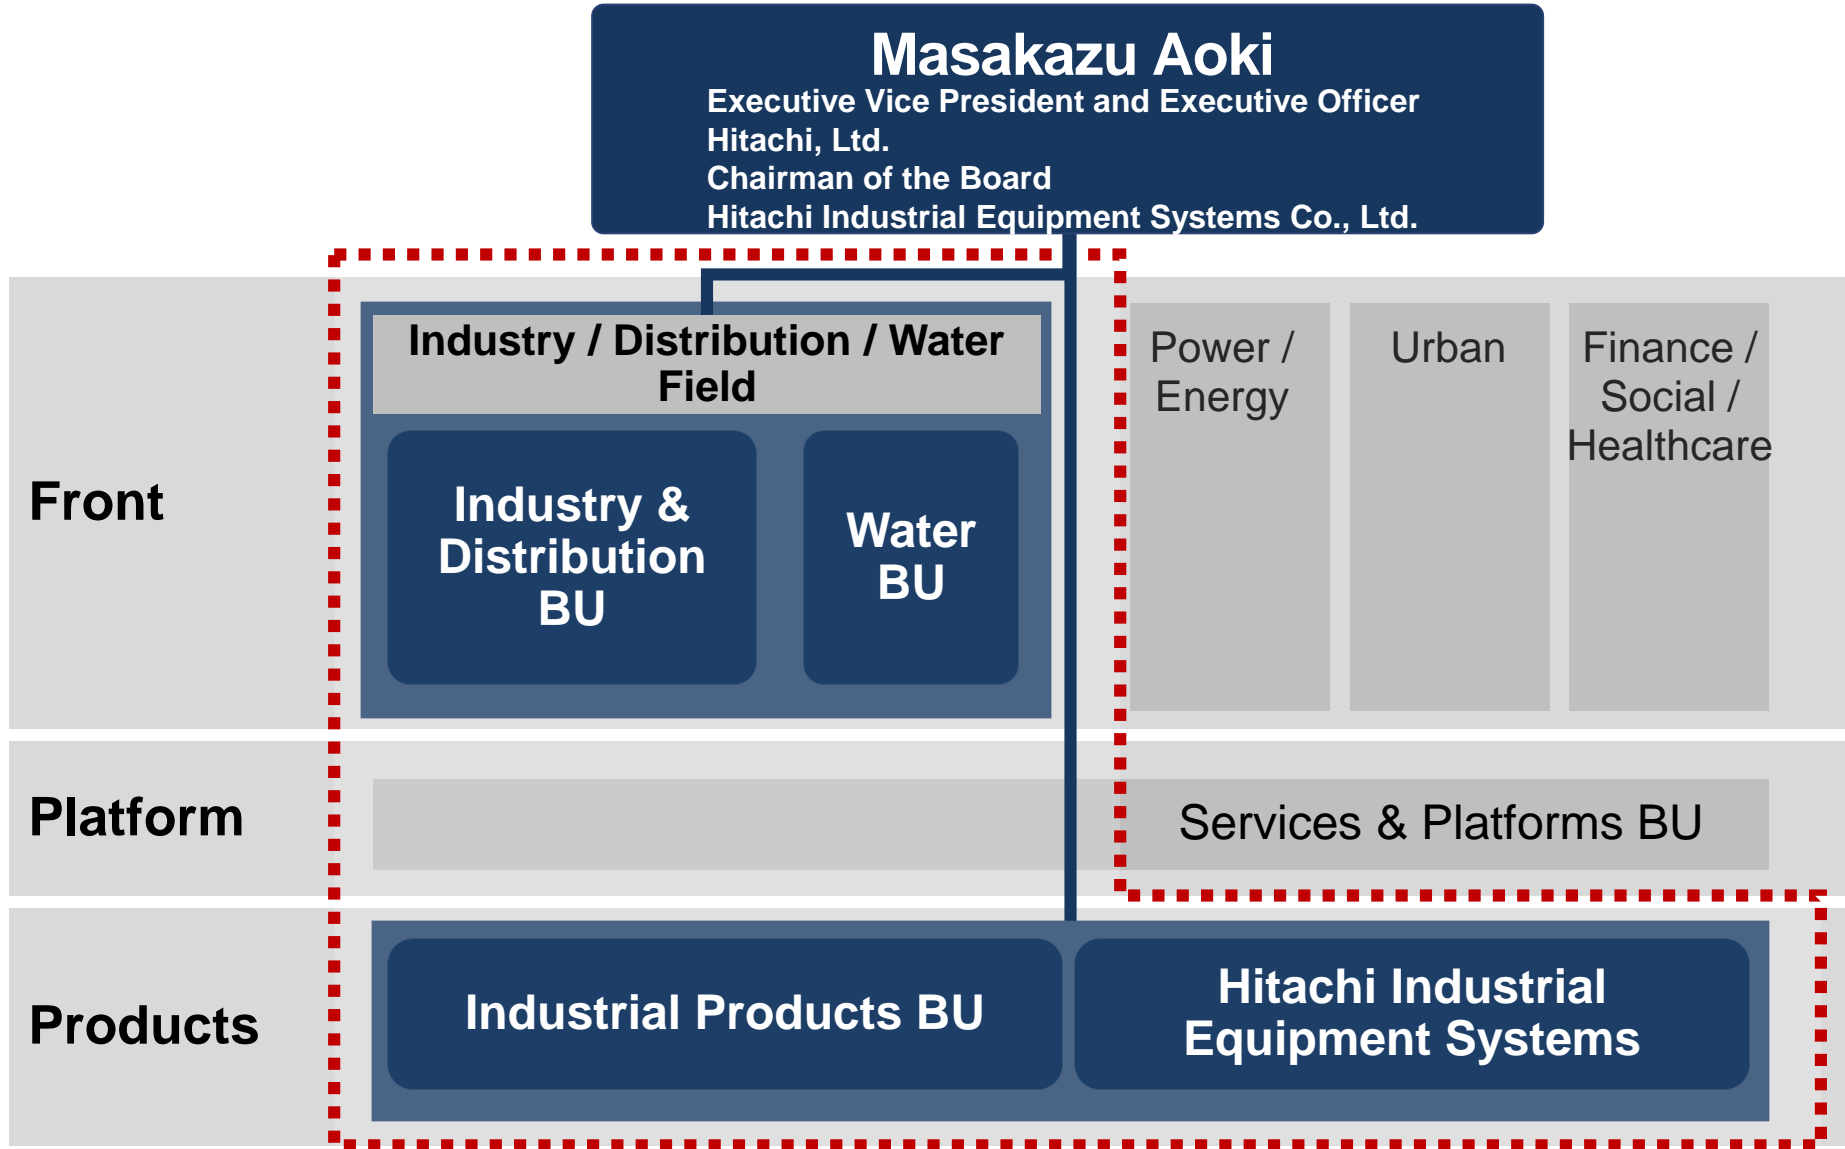 Masakazu Aoki
Executive Vice President and Executive Officer
Hitachi, Ltd.
Chairman of the Board
Hitachi Industrial Equipment Systems Co., Ltd.
Front
Industry / Distribution / Water
Field
Industry &
Distribution
BU
Water
BU
Power /
Energy
Urban
Finance /
Social /
Healthcare
Platform
Services & Platforms BU
Products
Industrial Products BU
Hitachi Industrial
Equipment Systems